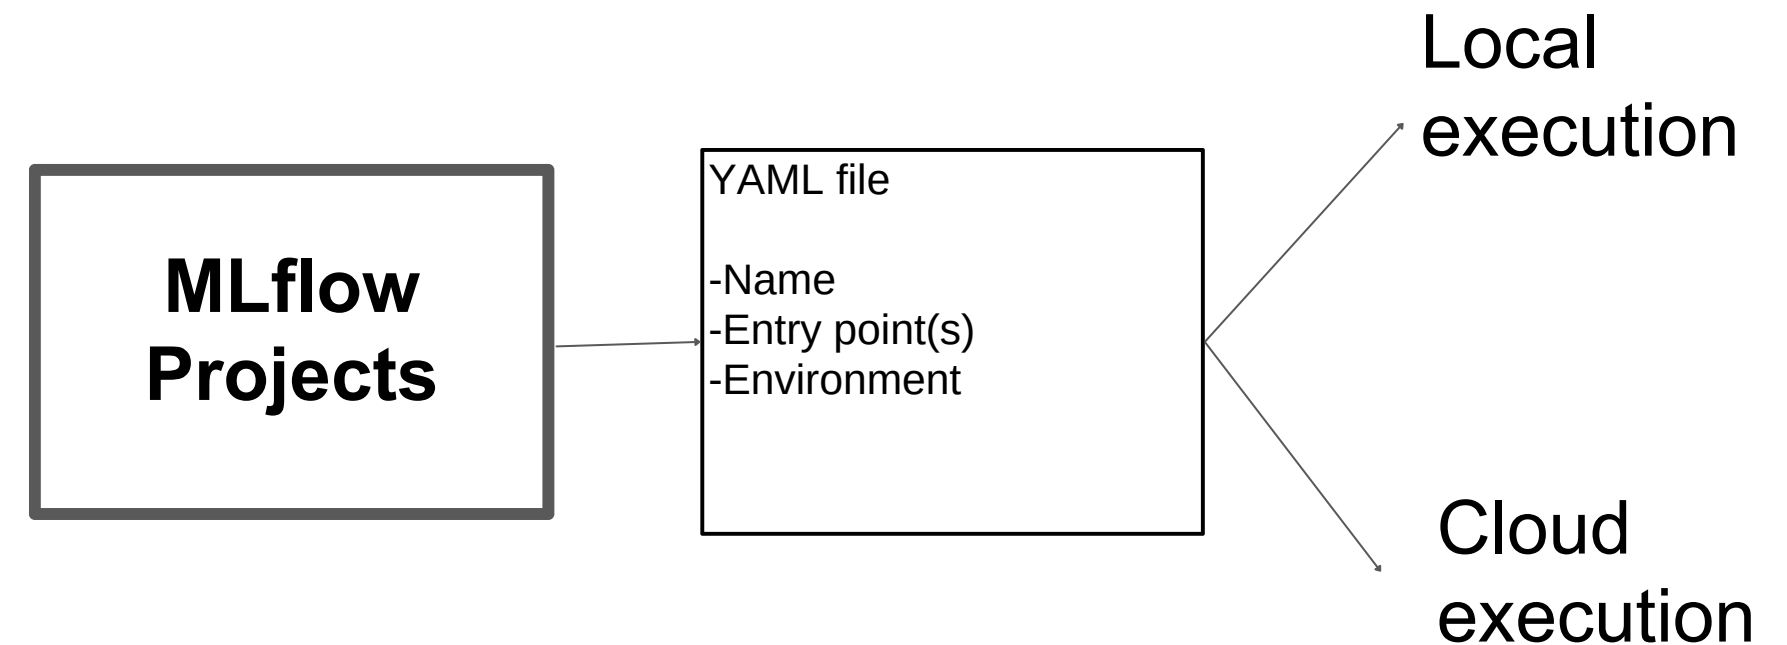 MLflow
Projects
YAML file
-Name
-Entry point(s)
-Environment
Local
execution
Cloud
execution